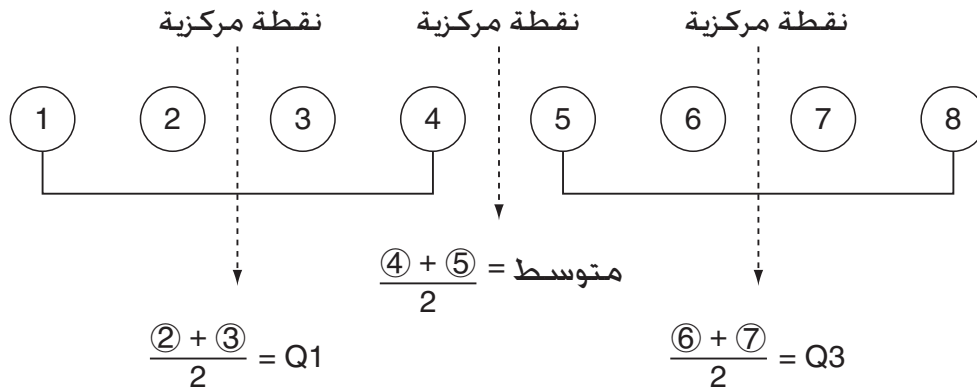 نقطة مركزية نقطة مركزية نقطة مركزية
1 2 3 4 5 6 7 8
④ + ⑤
2
= متوسط
② + ③
2
= Q1
⑥ + ⑦
2
= Q3